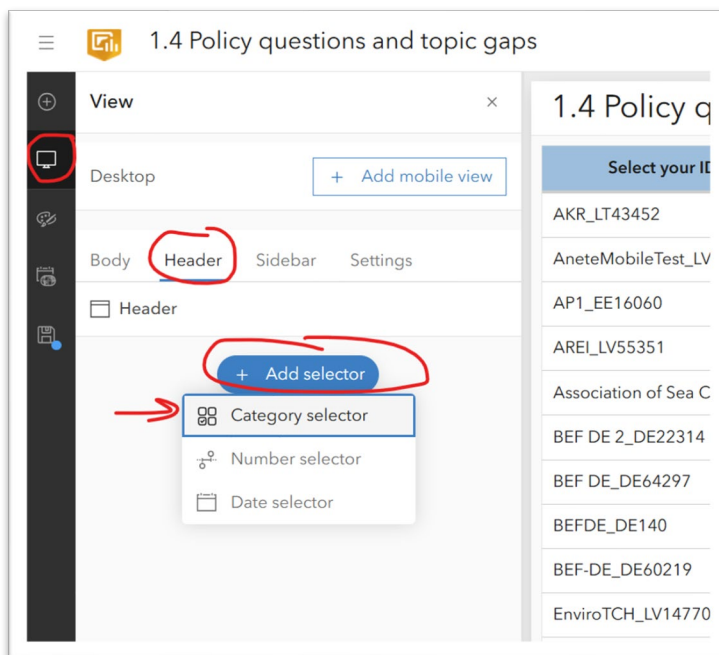 1.4 Policy questions and topic gaps
View
×
Desktop
+ Add mobile view
Body Header Sidebar Settings
Header
+ Add selector
Category selector
Number selector
Date selector
1.4 Policy q
Select your ID
AKR_LT43452
AneteMobileTest_LV
AP1_EE16060
AREI_LV55351
Association of Sea C
BEF DE 2_DE22314
BEF DE_DE64297
BEFDE_DE140
BEF-DE_DE60219
EnviroTCH_LV14770